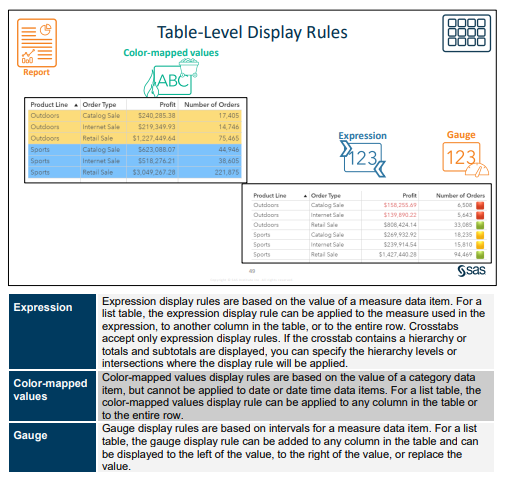 Table-Level Display Rules
Report
Color-mapped values
ABC
Product Line ▲ Order Type Profit Number of Orders
Outdoors Catalog Sale $240,285.38 17,405
Outdoors Internet Sale $219,349.93 14,746
Outdoors Retail Sale $1,227,449.64 75,465
Sports Catalog Sale $623,088.07 44,946
Sports Internet Sale $518,276.21 38,605
Sports Retail Sale $3,049,267.28 221,875
Expression
123
Gauge
123
Product Line ▲ Order Type Profit Number of Orders
Outdoors Catalog Sale $158,255.69 6,508
Outdoors Internet Sale $139,890.22 5,643
Outdoors Retail Sale $808,424.14 33,085
Sports Catalog Sale $269,932.92 18,235
Sports Internet Sale $239,914.54 15,810
Sports Retail Sale $1,427,440.28 94,469
sas
Expression
Expression display rules are based on the value of a measure data item. For a
list table, the expression display rule can be applied to the measure used in the
expression, to another column in the table, or to the entire row. Crosstabs
accept only expression display rules. If the crosstab contains a hierarchy or
totals and subtotals are displayed, you can specify the hierarchy levels or
intersections where the display rule will be applied.
Color-mapped
values
Color-mapped values display rules are based on the value of a category data
item, but cannot be applied to date or date time data items. For a list table, the
color-mapped values display rule can be applied to any column in the table or
to the entire row.
Gauge
Gauge display rules are based on intervals for a measure data item. For a list
table, the gauge display rule can be added to any column in the table and can
be displayed to the left of the value, to the right of the value, or replace the
value.